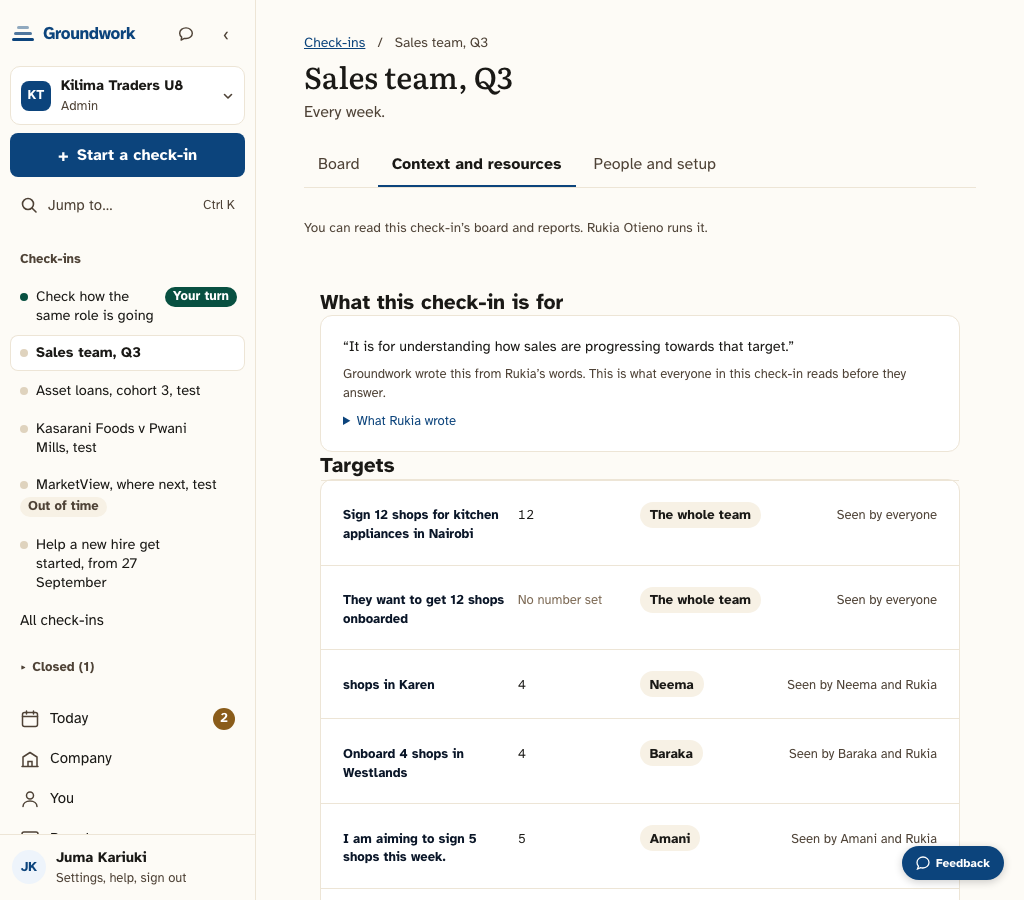 Groundwork
‹
KT
Kilima Traders U8
Admin
+ Start a check-in
Jump to...
Ctrl K
Check-ins
Check how the
same role is going
Your turn
Sales team, Q3
Asset loans, cohort 3, test
Kasarani Foods v Pwani
Mills, test
MarketView, where next, test
Out of time
Help a new hire get
started, from 27
September
All check-ins
▸ Closed (1)
Today
2
Company
You
JK
Juma Kariuki
Settings, help, sign out
Check-ins / Sales team, Q3
Sales team, Q3
Every week.
Board
Context and resources
People and setup
You can read this check-in’s board and reports. Rukia Otieno runs it.
What this check-in is for
“It is for understanding how sales are progressing towards that target.”
Groundwork wrote this from Rukia’s words. This is what everyone in this check-in reads before they
answer.
▶ What Rukia wrote
Targets
Sign 12 shops for kitchen
appliances in Nairobi
12
The whole team
Seen by everyone
They want to get 12 shops
onboarded
No number set
The whole team
Seen by everyone
shops in Karen
4
Neema
Seen by Neema and Rukia
Onboard 4 shops in
Westlands
4
Baraka
Seen by Baraka and Rukia
I am aiming to sign 5
shops this week.
5
Amani
Seen by Amani and Rukia
Feedback